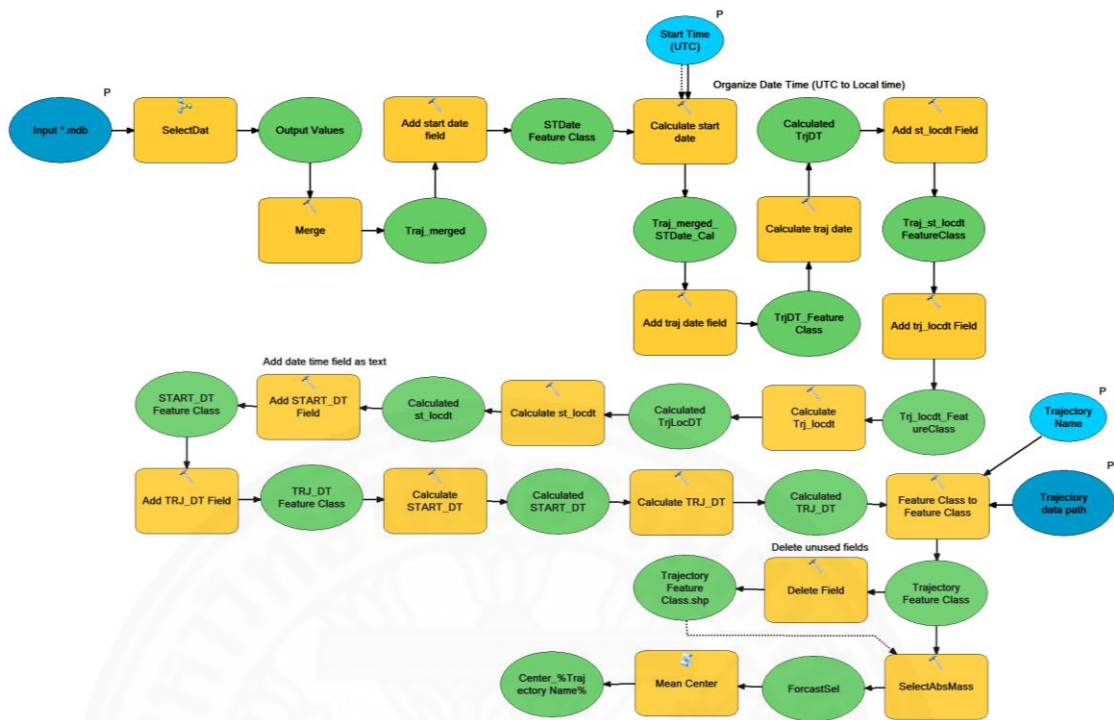 P
Start Time
(UTC)
Organize Date Time (UTC to Local time)
P
Input *.mdb
SelectDat
Output Values
Add start date
field
STDate
Feature Class
Calculate start
date
Calculated
TrjDT
Add st_locdt Field
Merge
Traj_merged
Traj_merged_
STDate_Cal
Calculate traj date
Traj_st_locdt
FeatureClass
Add traj date field
TrjDT_Feature
Class
Add trj_locdt Field
Add date time field as text
START_DT
Feature Class
Add START_DT
Field
Calculated
st_locdt
Calculate st_locdt
Calculated
TrjLocDT
Calculate
Trj_locdt
Trj_locdt_Feat
ureClass
P
Trajectory
Name
Add TRJ_DT Field
TRJ_DT
Feature Class
Calculate
START_DT
Calculated
START_DT
Calculate TRJ_DT
Calculated
TRJ_DT
Feature Class to
Feature Class
P
Trajectory
data path
Delete unused fields
Trajectory
Feature
Class.shp
Delete Field
Trajectory
Feature Class
Center_%Traj
ectory Name%
Mean Center
ForcastSel
SelectAbsMass